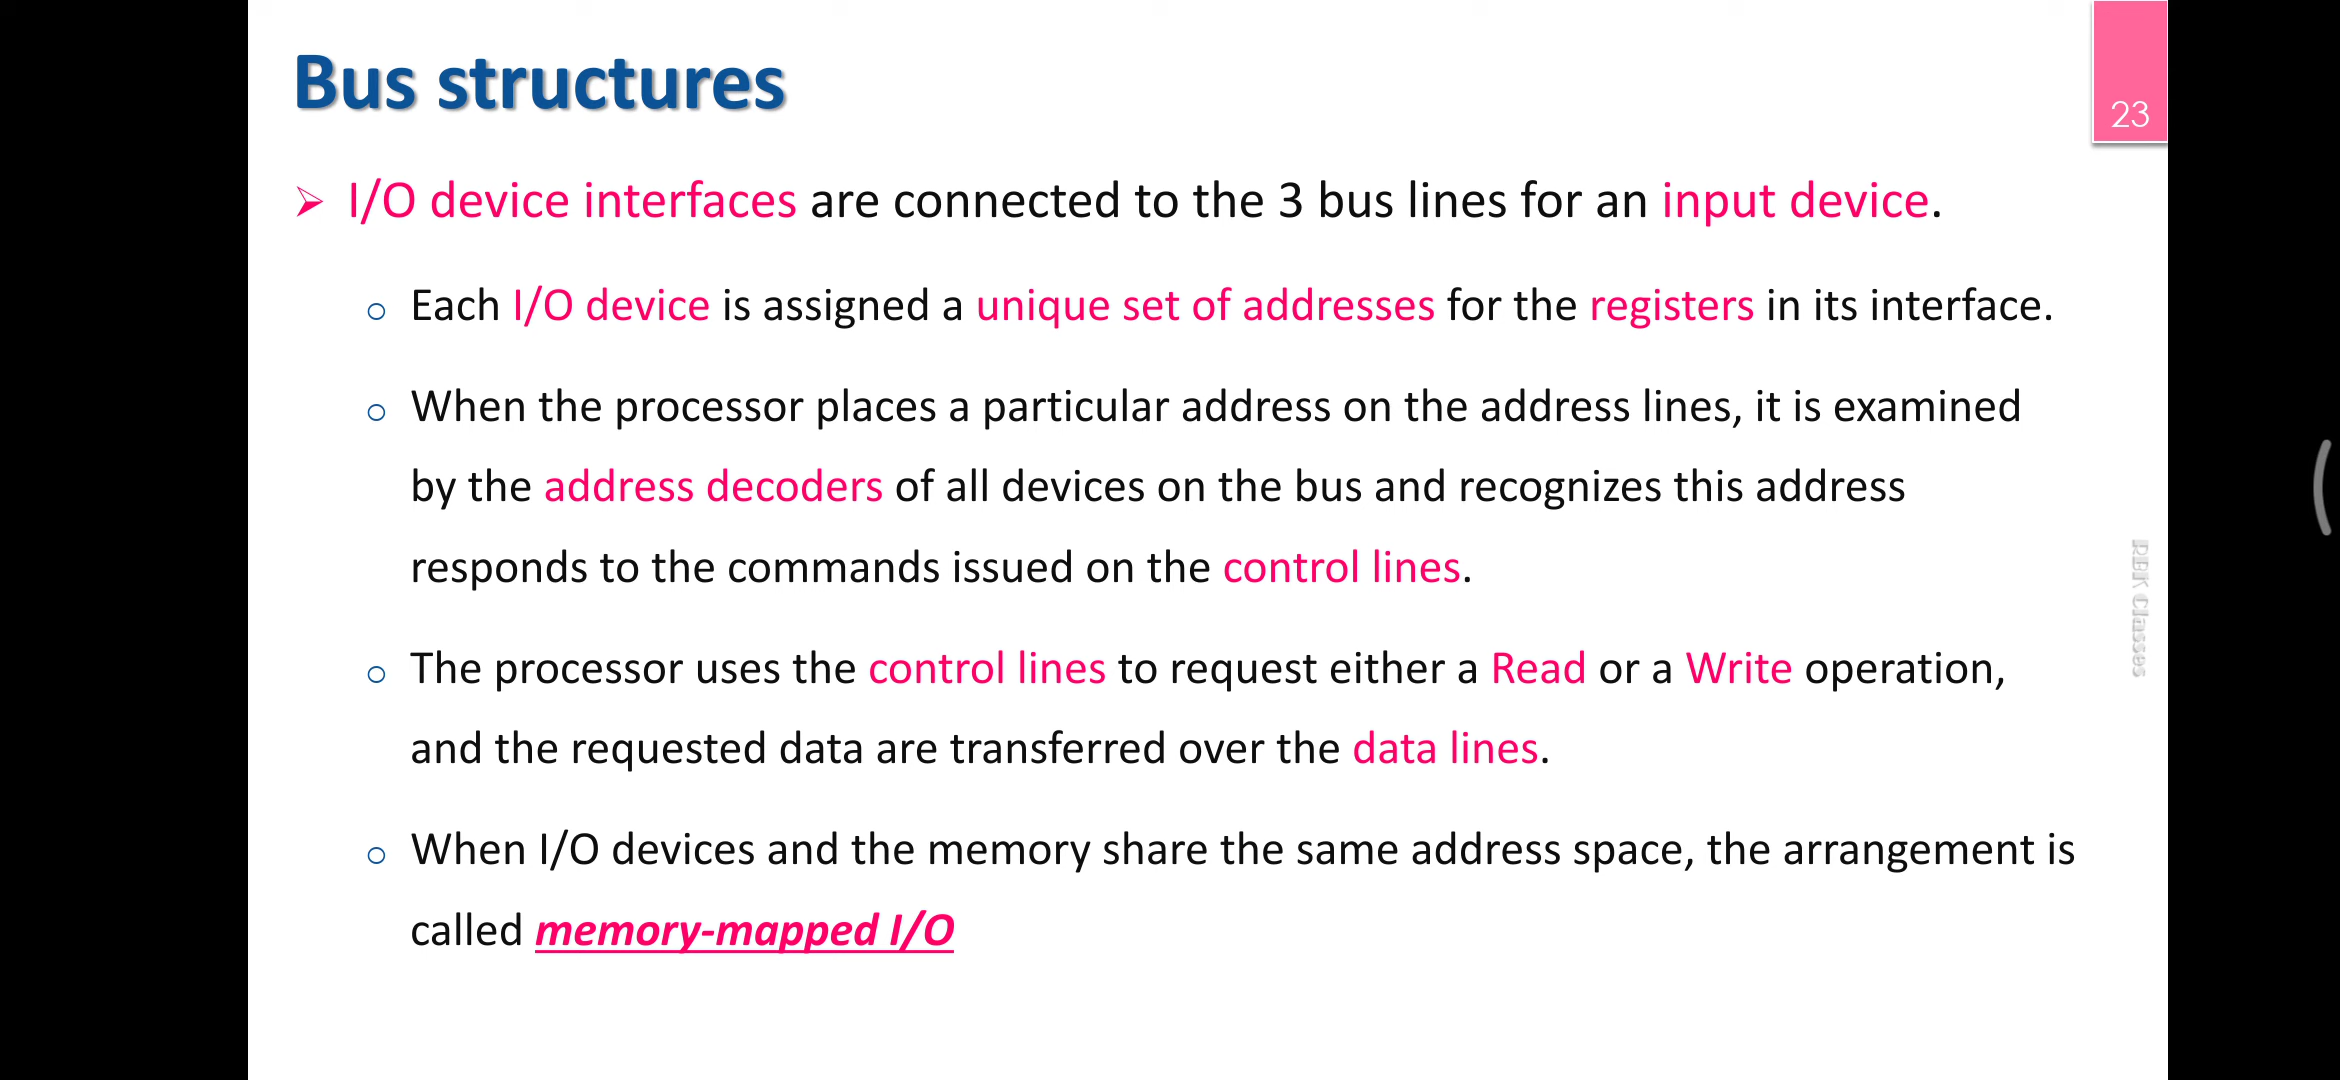 Bus structures
23
➢ I/O device interfaces are connected to the 3 bus lines for an input device.
o Each I/O device is assigned a unique set of addresses for the registers in its interface.
o When the processor places a particular address on the address lines, it is examined
by the address decoders of all devices on the bus and recognizes this address
responds to the commands issued on the control lines.
o The processor uses the control lines to request either a Read or a Write operation,
and the requested data are transferred over the data lines.
o When I/O devices and the memory share the same address space, the arrangement is
called memory-mapped I/O
Classes